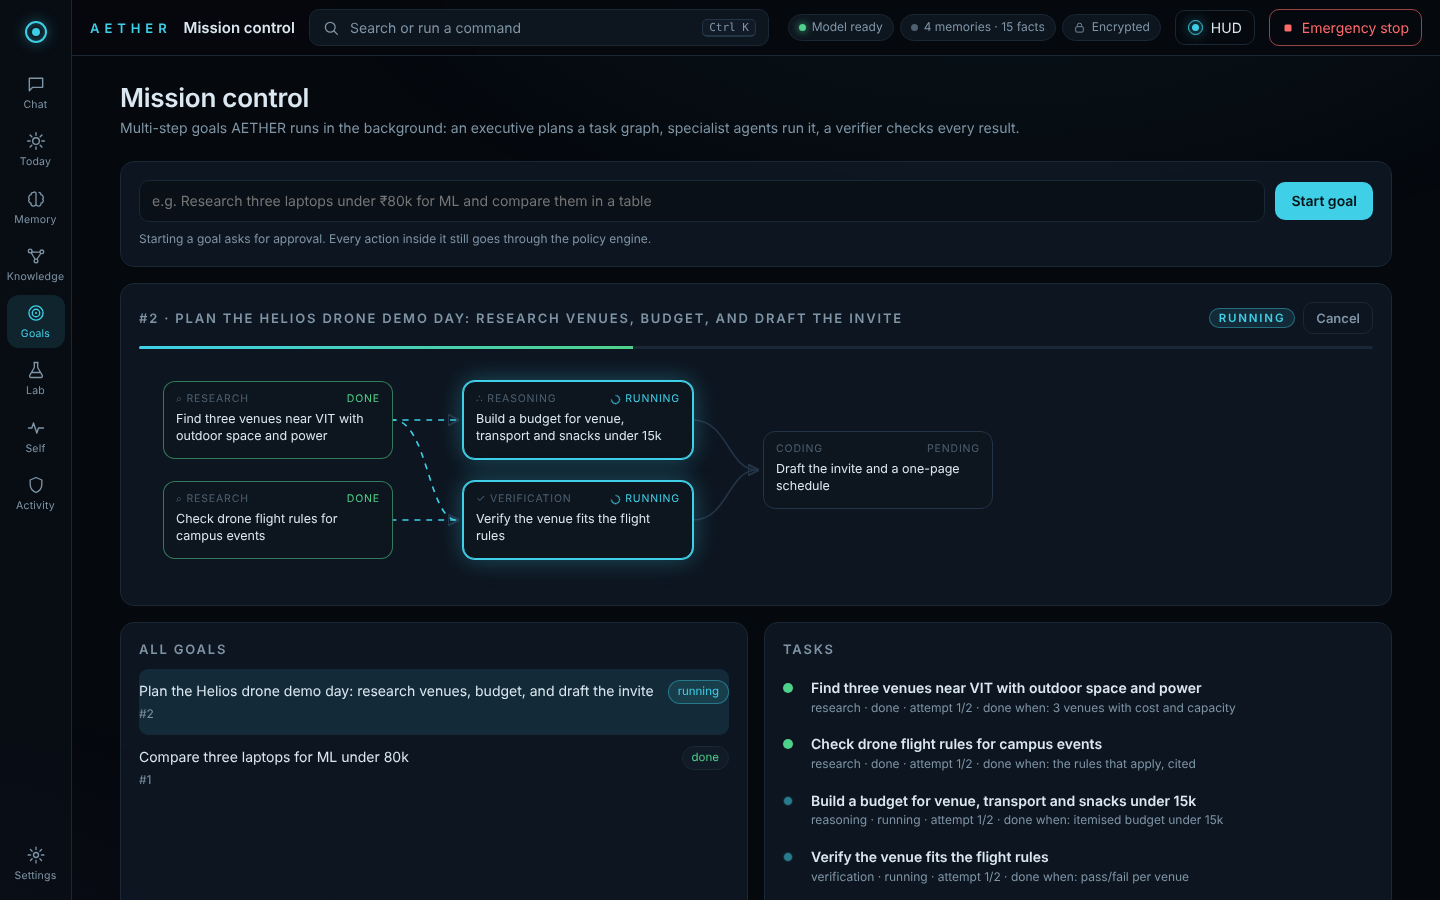 AETHER
Mission control
Search or run a command
Ctrl K
Model ready
4 memories · 15 facts
Encrypted
HUD
Emergency stop
Chat
Today
Memory
Knowledge
Goals
Lab
Self
Activity
Settings
Mission control
Multi-step goals AETHER runs in the background: an executive plans a task graph, specialist agents run it, a verifier checks every result.
e.g. Research three laptops under ₹80k for ML and compare them in a table
Start goal
Starting a goal asks for approval. Every action inside it still goes through the policy engine.
#2 · PLAN THE HELIOS DRONE DEMO DAY: RESEARCH VENUES, BUDGET, AND DRAFT THE INVITE
RUNNING
Cancel
RESEARCH
DONE
Find three venues near VIT with
outdoor space and power
REASONING
RUNNING
Build a budget for venue,
transport and snacks under 15k
RESEARCH
DONE
Check drone flight rules for
campus events
VERIFICATION
RUNNING
Verify the venue fits the flight
rules
CODING
PENDING
Draft the invite and a one-page
schedule
ALL GOALS
Plan the Helios drone demo day: research venues, budget, and draft the invite
running
#2
Compare three laptops for ML under 80k
done
#1
TASKS
Find three venues near VIT with outdoor space and power
research · done · attempt 1/2 · done when: 3 venues with cost and capacity
Check drone flight rules for campus events
research · done · attempt 1/2 · done when: the rules that apply, cited
Build a budget for venue, transport and snacks under 15k
reasoning · running · attempt 1/2 · done when: itemised budget under 15k
Verify the venue fits the flight rules
verification · running · attempt 1/2 · done when: pass/fail per venue